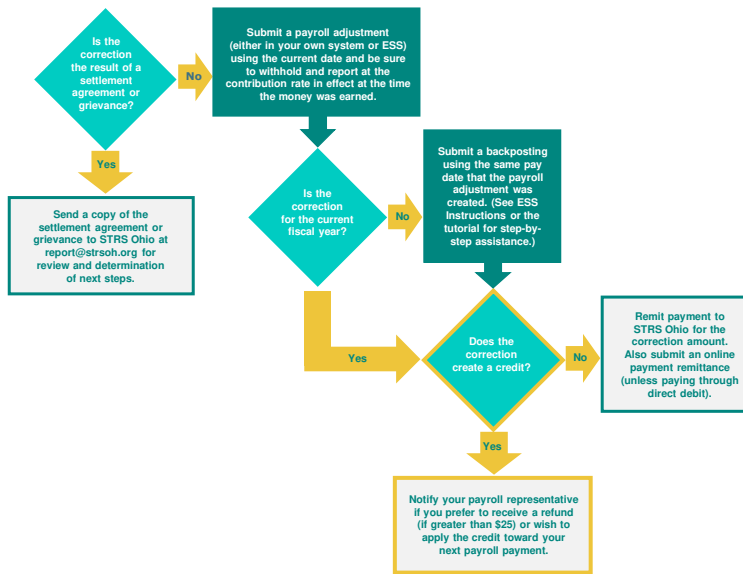 Is the
correction
the result of a
settlement
agreement or
grievance?
No
Submit a payroll adjustment
(either in your own system or ESS)
using the current date and be sure
to withhold and report at the
contribution rate in effect at the time
the money was earned.
Yes
Send a copy of the
settlement agreement or
grievance to STRS Ohio at
report@strsoh.org for
review and determination
of next steps.
Is the
correction
for the current
fiscal year?
No
Submit a backposting
using the same pay
date that the payroll
adjustment was
created. (See ESS
Instructions or the
tutorial for step-by-
step assistance.)
Yes
Does the
correction
create a credit?
No
Remit payment to
STRS Ohio for the
correction amount.
Also submit an online
payment remittance
(unless paying through
direct debit).
Yes
Notify your payroll representative
if you prefer to receive a refund
(if greater than $25) or wish to
apply the credit toward your
next payroll payment.